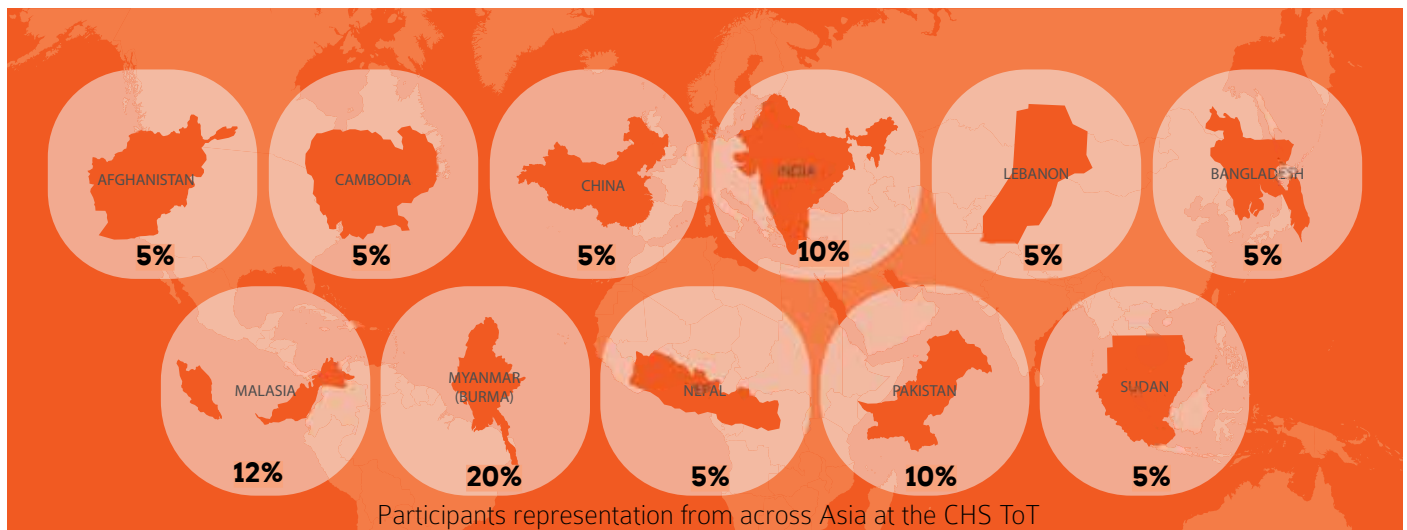 AFGHANISTAN
5%
CAMBODIA
5%
CHINA
5%
INDIA
10%
LEBANON
5%
BANGLADESH
5%
MALASIA
12%
MYANMAR
(BURMA)
20%
NEPAL
5%
PAKISTAN
10%
SUDAN
5%
Participants representation from across Asia at the CHS ToT